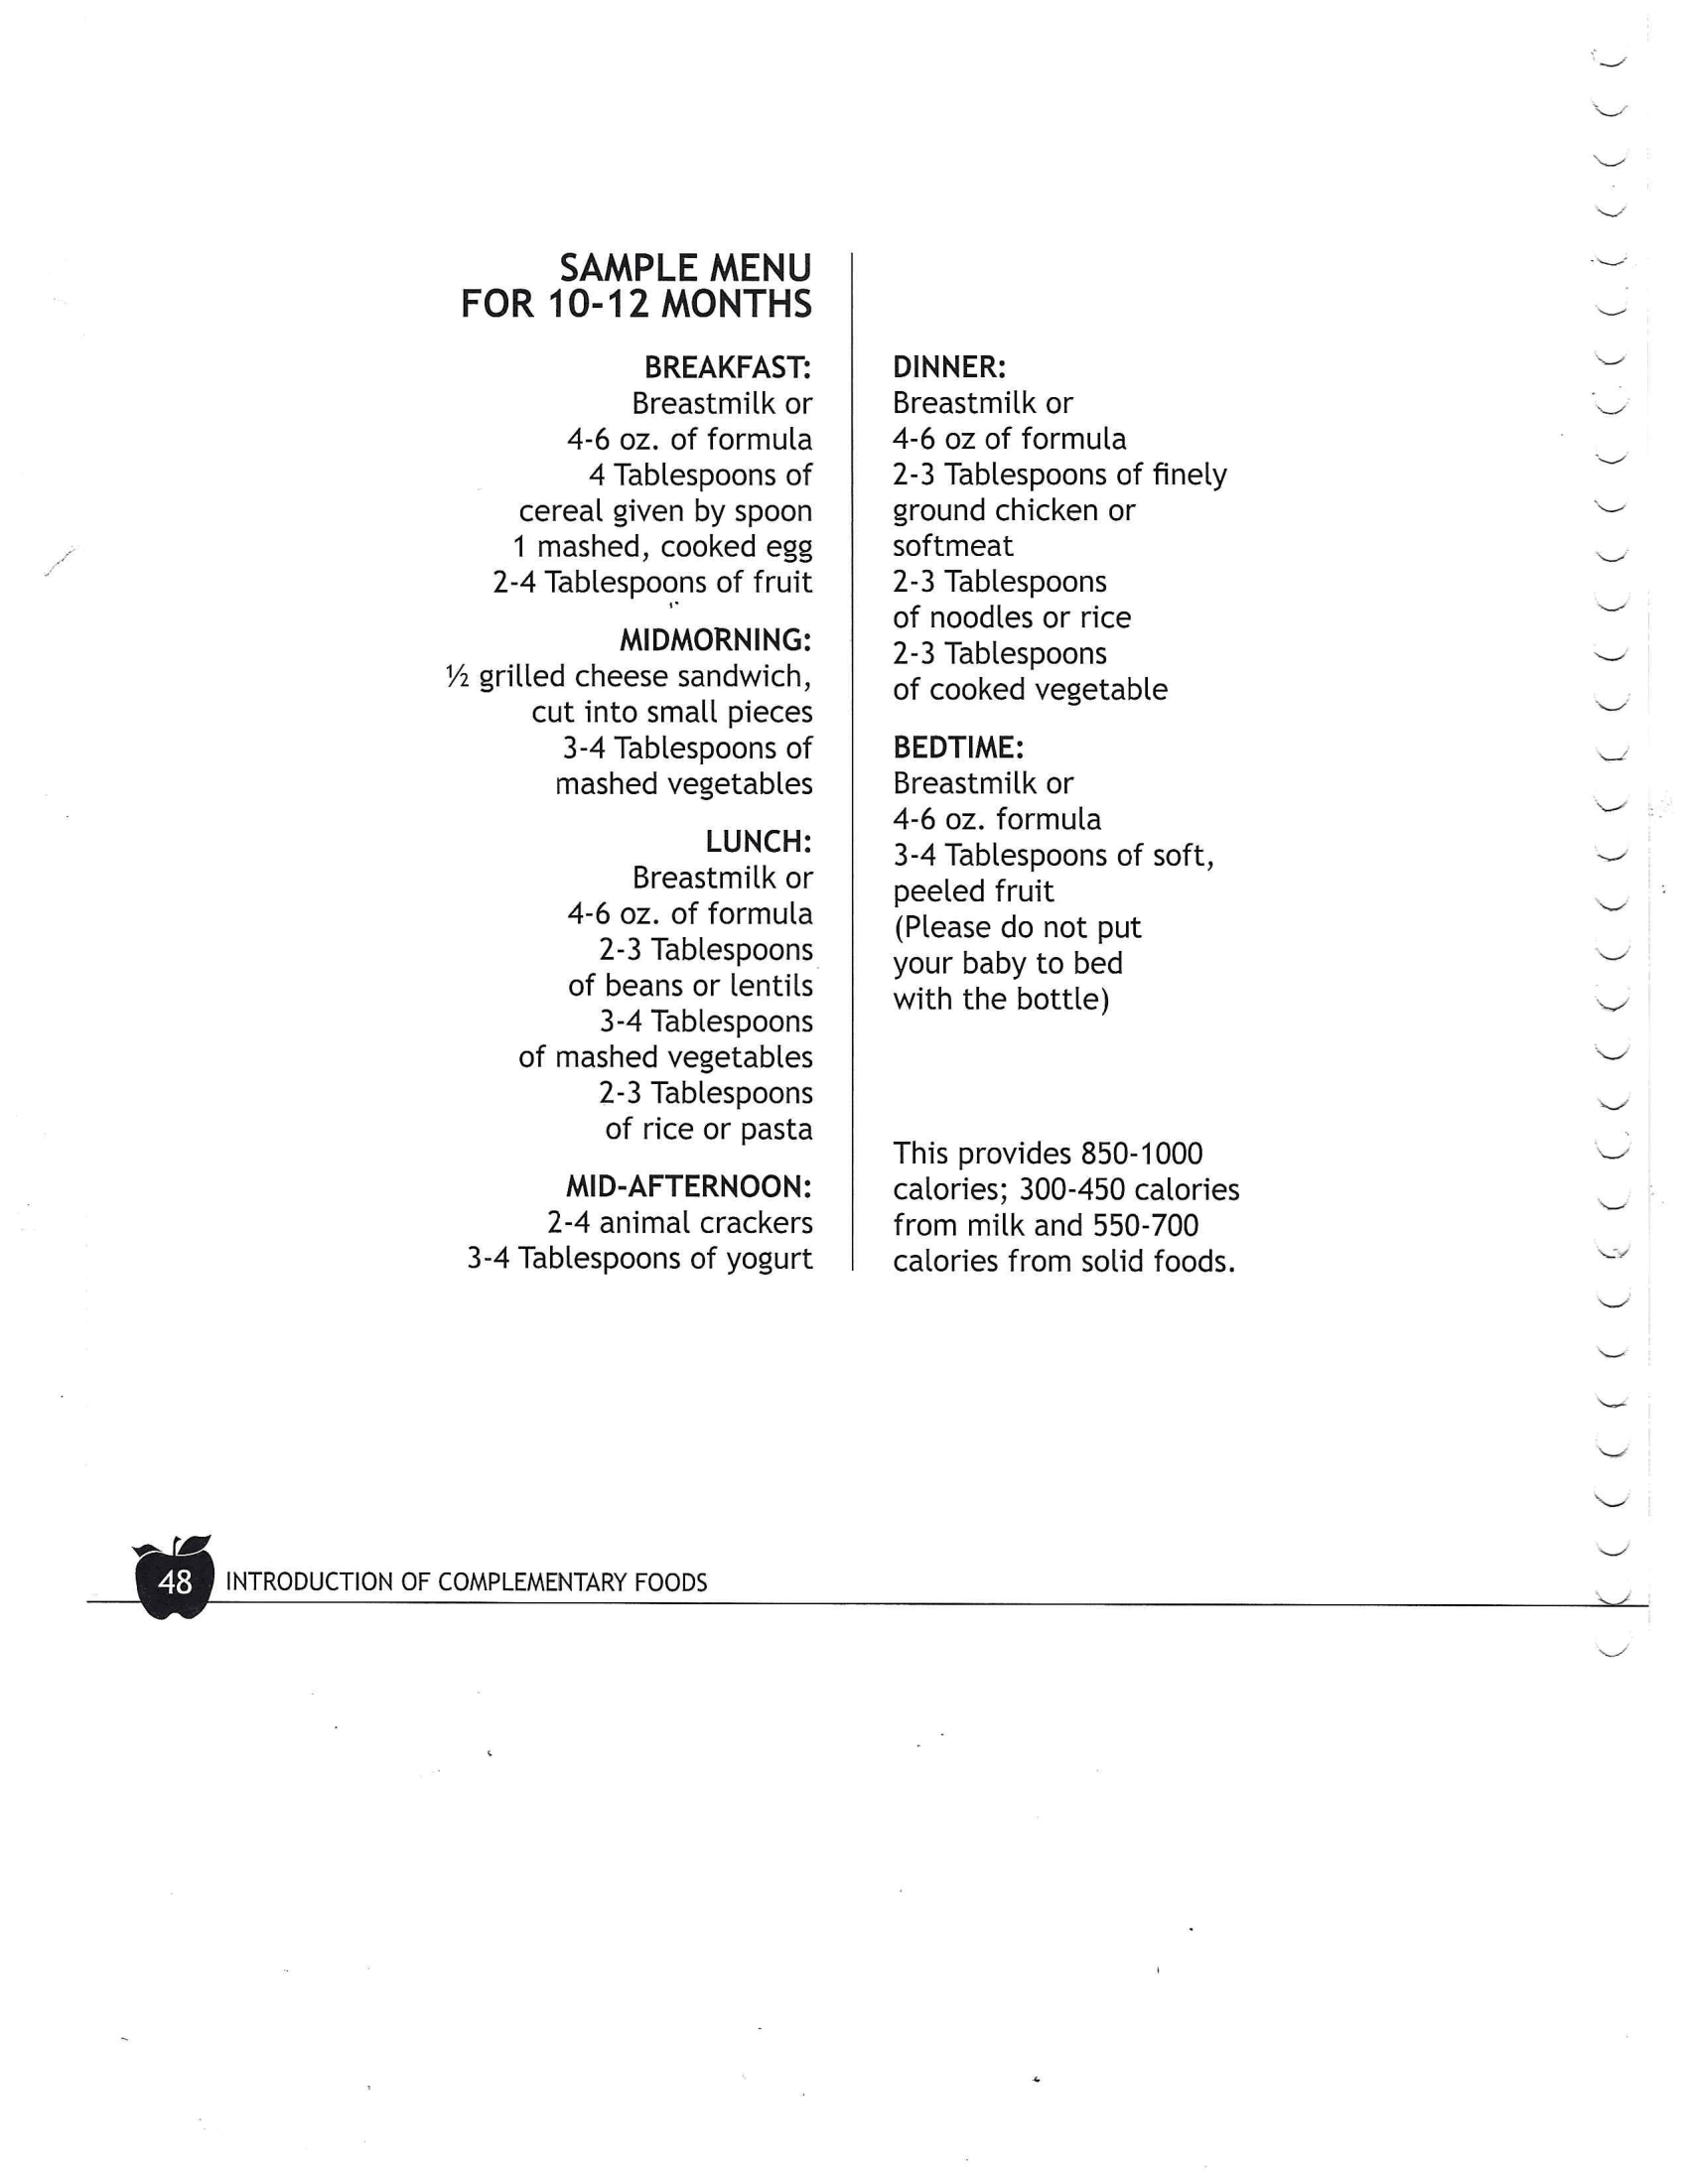 SAMPLE MENU
FOR 10-12 MONTHS
BREAKFAST:
Breastmilk or
4-6 oz. of formula
4 Tablespoons of
cereal given by spoon
1 mashed, cooked egg
2-4 Tablespoons of fruit
MIDMORNING:
½ grilled cheese sandwich,
cut into small pieces
3-4 Tablespoons of
mashed vegetables
LUNCH:
Breastmilk or
4-6 oz. of formula
2-3 Tablespoons
of beans or lentils
3-4 Tablespoons
of mashed vegetables
2-3 Tablespoons
of rice or pasta
MID-AFTERNOON:
2-4 animal crackers
3-4 Tablespoons of yogurt
DINNER:
Breastmilk or
4-6 oz of formula
2-3 Tablespoons of finely
ground chicken or
softmeat
2-3 Tablespoons
of noodles or rice
2-3 Tablespoons
of cooked vegetable
BEDTIME:
Breastmilk or
4-6 oz. formula
3-4 Tablespoons of soft,
peeled fruit
(Please do not put
your baby to bed
with the bottle)
This provides 850-1000
calories; 300-450 calories
from milk and 550-700
calories from solid foods.
48 INTRODUCTION OF COMPLEMENTARY FOODS